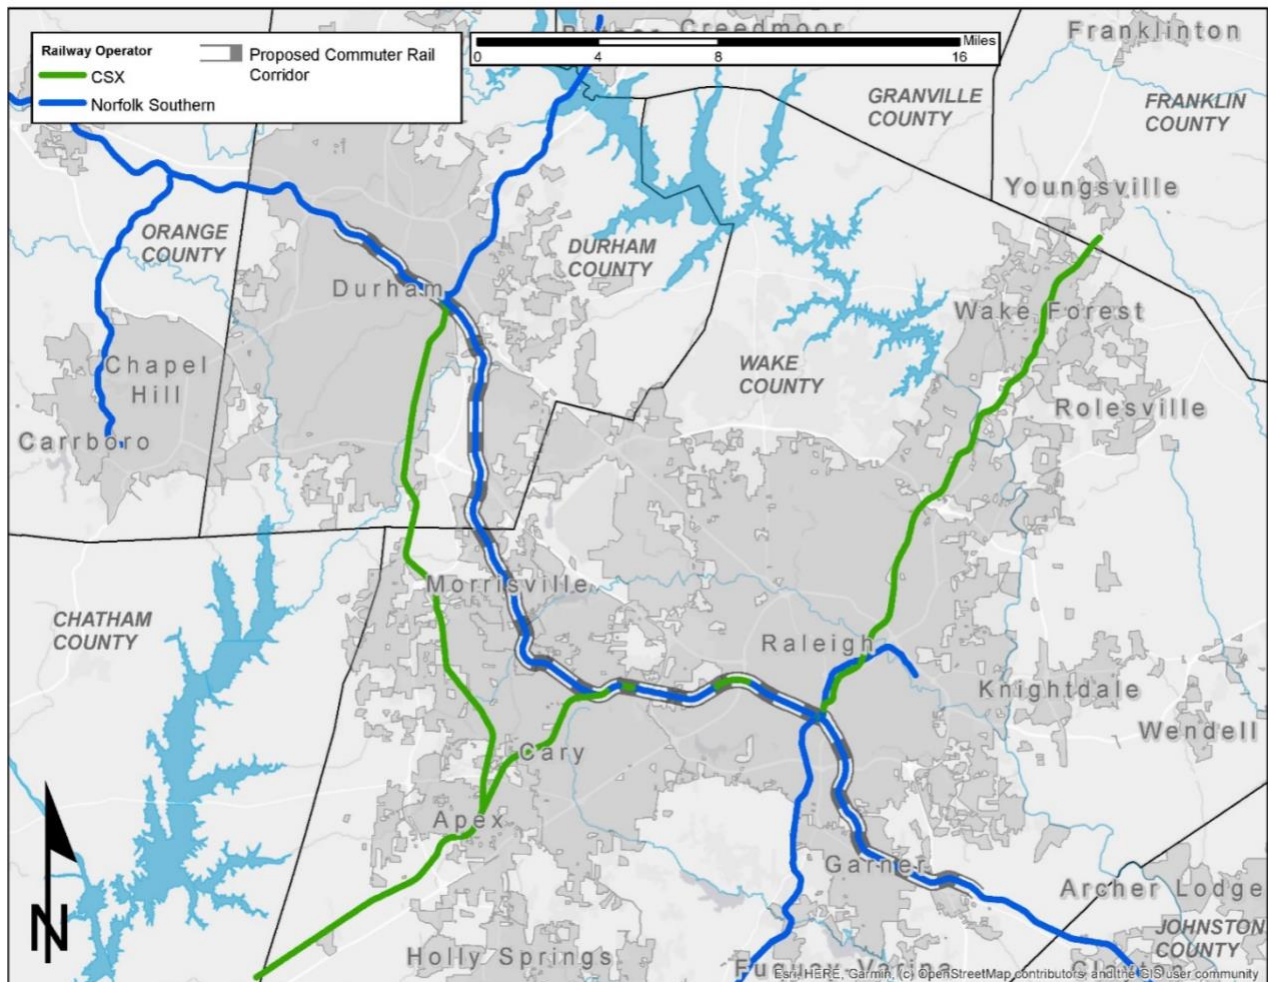 Creedmoor
Franklinton
Railway Operator
CSX
Norfolk Southern
Proposed Commuter Rail
Corridor
Miles
0
4
8
16
GRANVILLE
COUNTY
FRANKLIN
COUNTY
Youngsville
ORANGE
COUNTY
DURHAM
COUNTY
Durham
Wake Forest
Chapel
Hill
WAKE
COUNTY
Rolesville
Carrboro
Morrisville
CHATHAM
COUNTY
Raleigh
Knightdale
Wendell
Cary
Apex
Garner
Archer Lodge
N
JOHNSTON
COUNTY
Holly Springs
Fuquay-Varina
Clayton
Esri, HERE, Garmin, (c) OpenStreetMap contributors, and the GIS user community